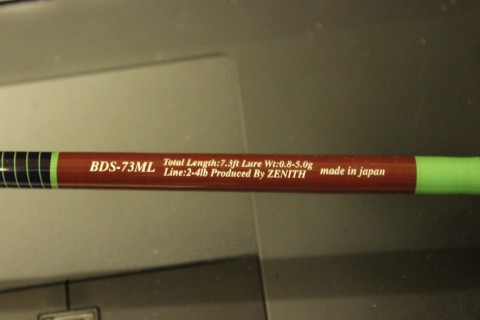 BDS-73ML
Total Length:7.3ft Lure Wt:0.8-5.0g
Line:2-4lb Produced By ZENITH
made in japan